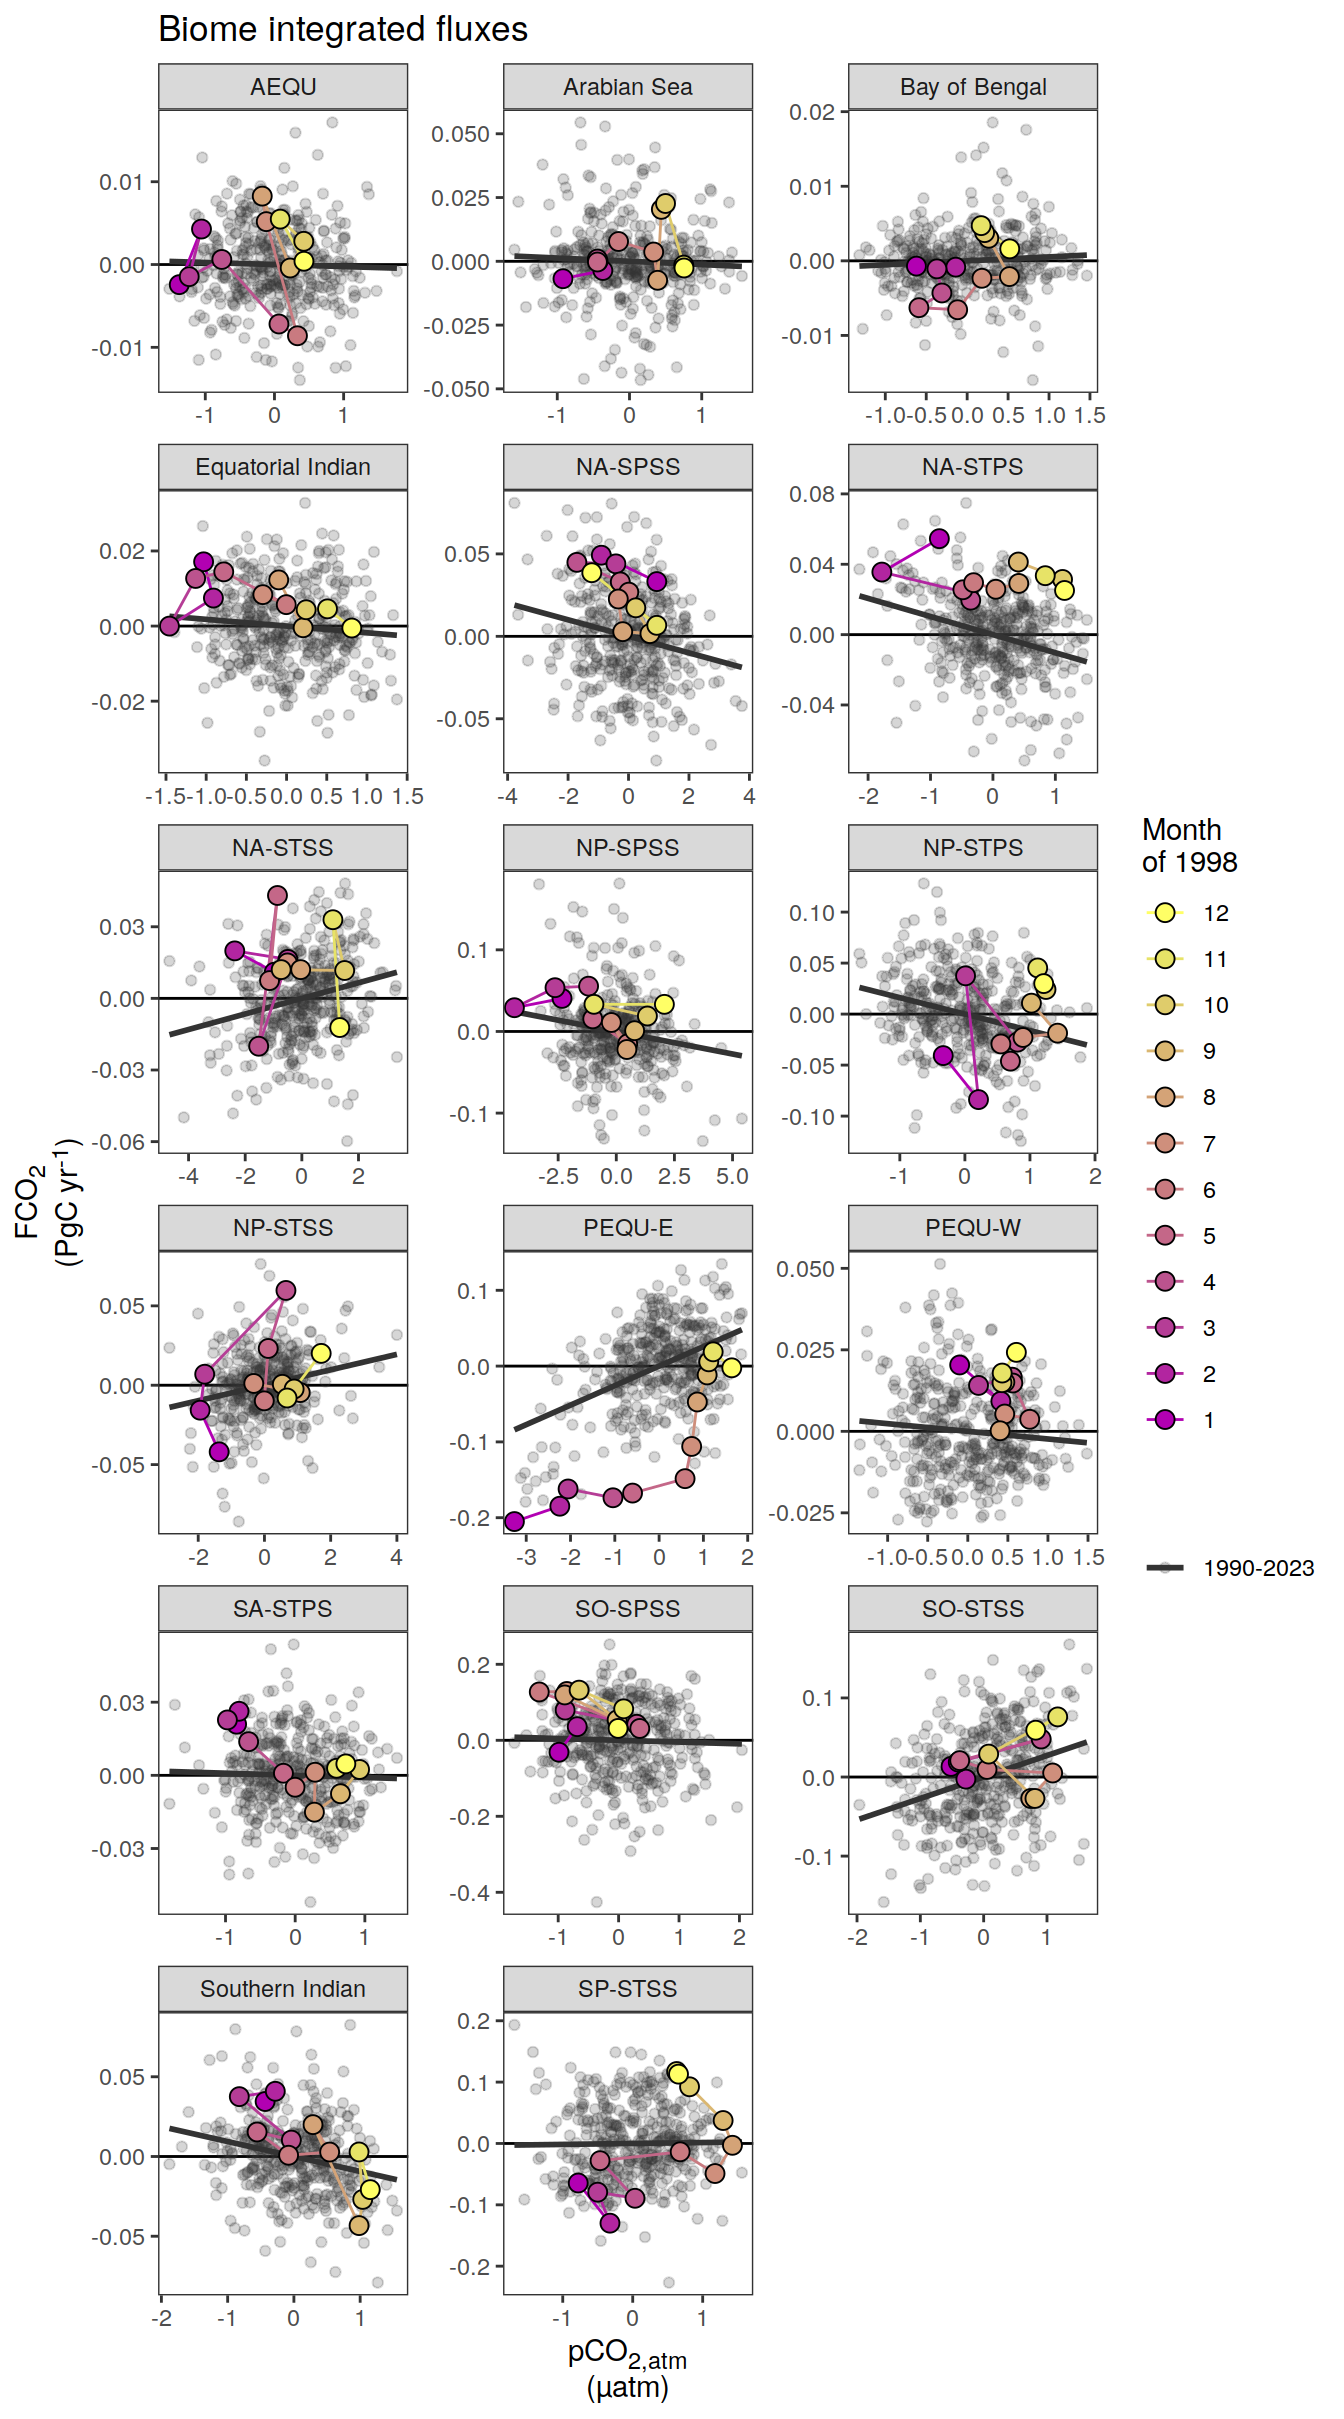 Biome integrated fluxes
AEQU
Arabian Sea
Bay of Bengal
0.01
0.00
-0.01
-1 0 1
0.050
0.025
0.000
-0.025
-0.050
-1 0 1
0.02
0.01
0.00
-0.01
-1.0 -0.5 0.0 0.5 1.0 1.5
Equatorial Indian
NA-SPSS
NA-STPS
0.02
0.00
-0.02
-1.5 -1.0 -0.5 0.0 0.5 1.0 1.5
0.05
0.00
-0.05
-4 -2 0 2 4
0.08
0.04
0.00
-0.04
-2 -1 0 1
NA-STSS
NP-SPSS
NP-STPS
0.03
0.00
-0.03
-0.06
-4 -2 0 2
0.1
0.0
-0.1
-2.5 0.0 2.5 5.0
0.10
0.05
0.00
-0.05
-0.10
-1 0 1 2
NP-STSS
PEQU-E
PEQU-W
0.05
0.00
-0.05
-2 0 2 4
0.1
0.0
-0.1
-0.2
-3 -2 -1 0 1 2
0.050
0.025
0.000
-0.025
-1.0 -0.5 0.0 0.5 1.0 1.5
SA-STPS
SO-SPSS
SO-STSS
0.03
0.00
-0.03
-1 0 1
0.2
0.0
-0.2
-0.4
-1 0 1 2
0.1
0.0
-0.1
-2 -1 0 1
Southern Indian
SP-STSS
0.05
0.00
-0.05
-2 -1 0 1
0.2
0.1
0.0
-0.1
-0.2
-1 0 1
FCO₂
(PgC yr⁻¹)
pCO₂,atm
(µatm)
Month
of 1998
12
11
10
9
8
7
6
5
4
3
2
1
1990-2023